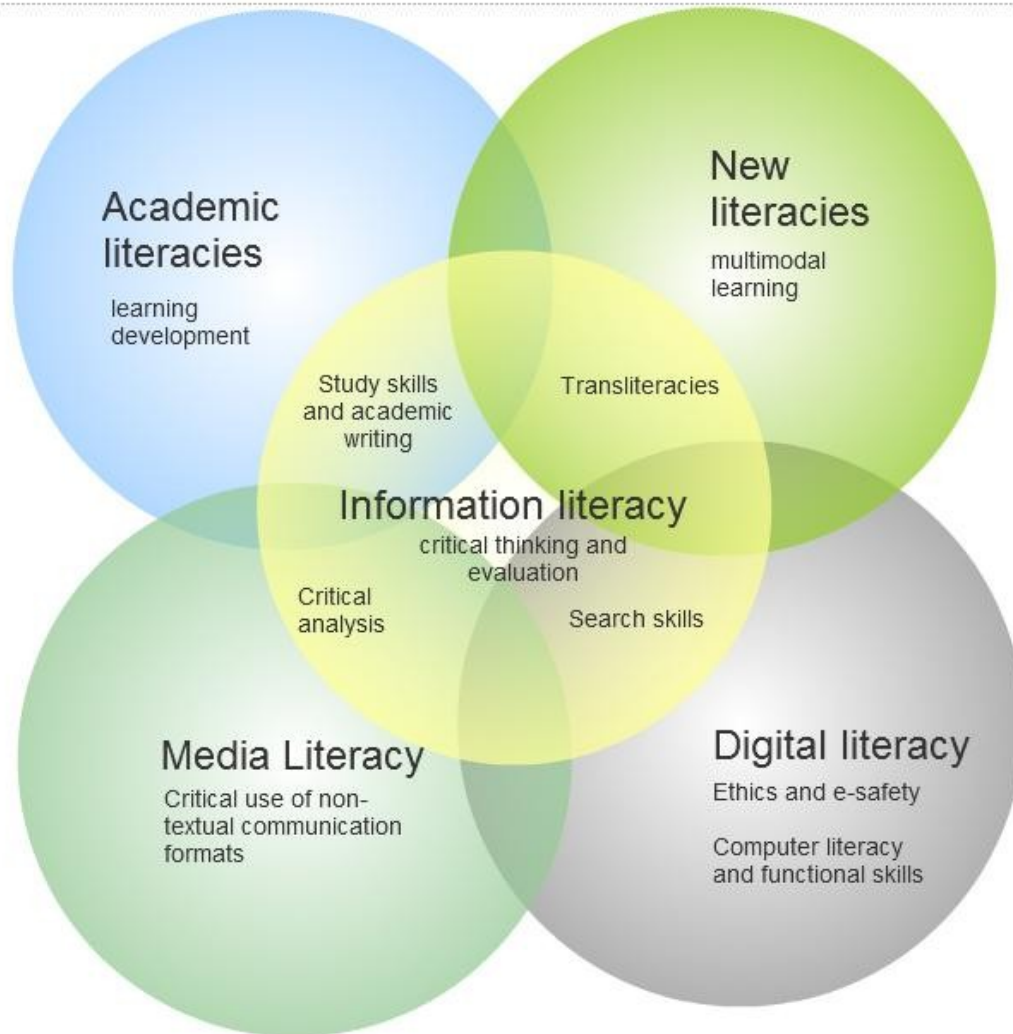 Academic
literacies
learning
development
New
literacies
multimodal
learning
Study skills
and academic
writing
Transliteracies
Information literacy
critical thinking and
evaluation
Critical
analysis
Search skills
Media Literacy
Critical use of non-
textual communication
formats
Digital literacy
Ethics and e-safety
Computer literacy
and functional skills